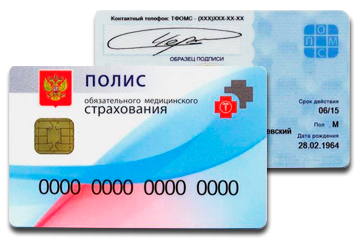 Контактный телефон: ТФОМС - (XXX)XXX-XX-XX
ОБРАЗЕЦ ПОДПИСИ
ПОМС
Срок действия
06/15
Пол М
Дата рождения
28.02.1964
ПОЛИС
обязательного медицинского
страхования
0000 0000 0000 0000